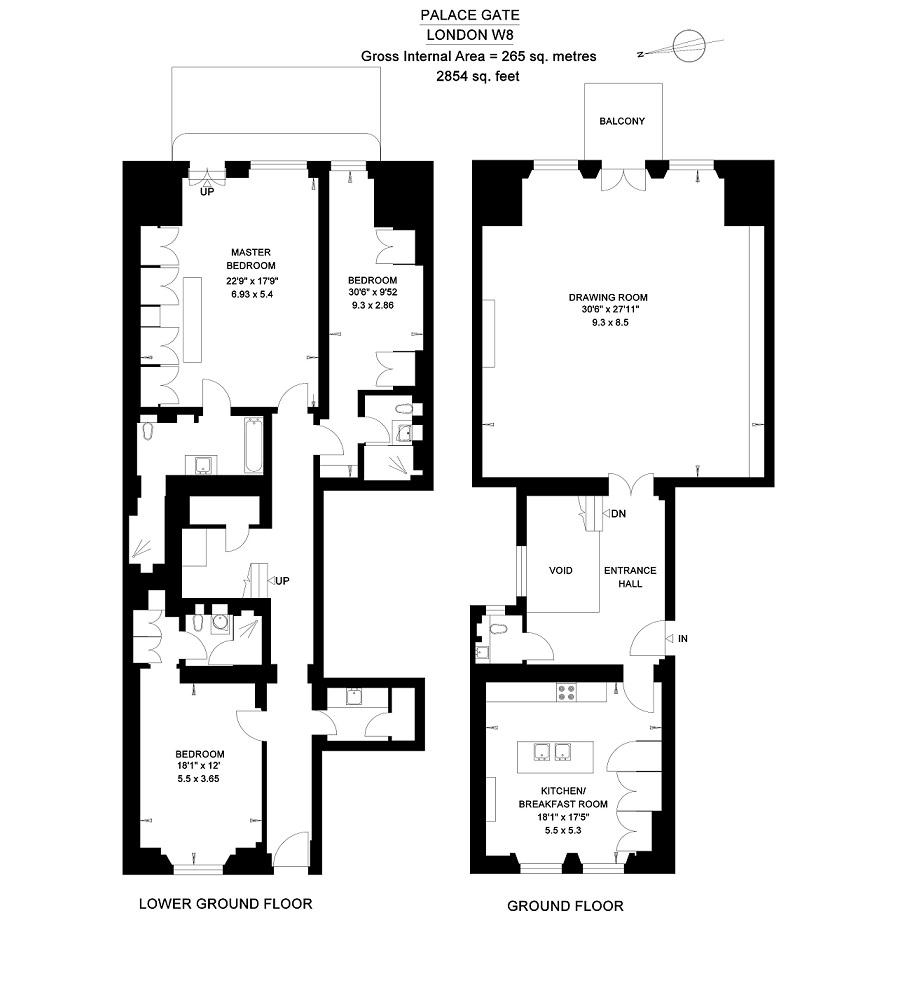 PALACE GATE
LONDON W8
Gross Internal Area = 265 sq. metres
2854 sq. feet
N
BALCONY
UP
MASTER
BEDROOM
22'9" x 17'9"
6.93 x 5.4
BEDROOM
30'6" x 9'52
9.3 x 2.86
DRAWING ROOM
30'6" x 27'11"
9.3 x 8.5
UP
DN
VOID
ENTRANCE
HALL
IN
BEDROOM
18'1" x 12'
5.5 x 3.65
KITCHEN/
BREAKFAST ROOM
18'1" x 17'5"
5.5 x 5.3
LOWER GROUND FLOOR
GROUND FLOOR